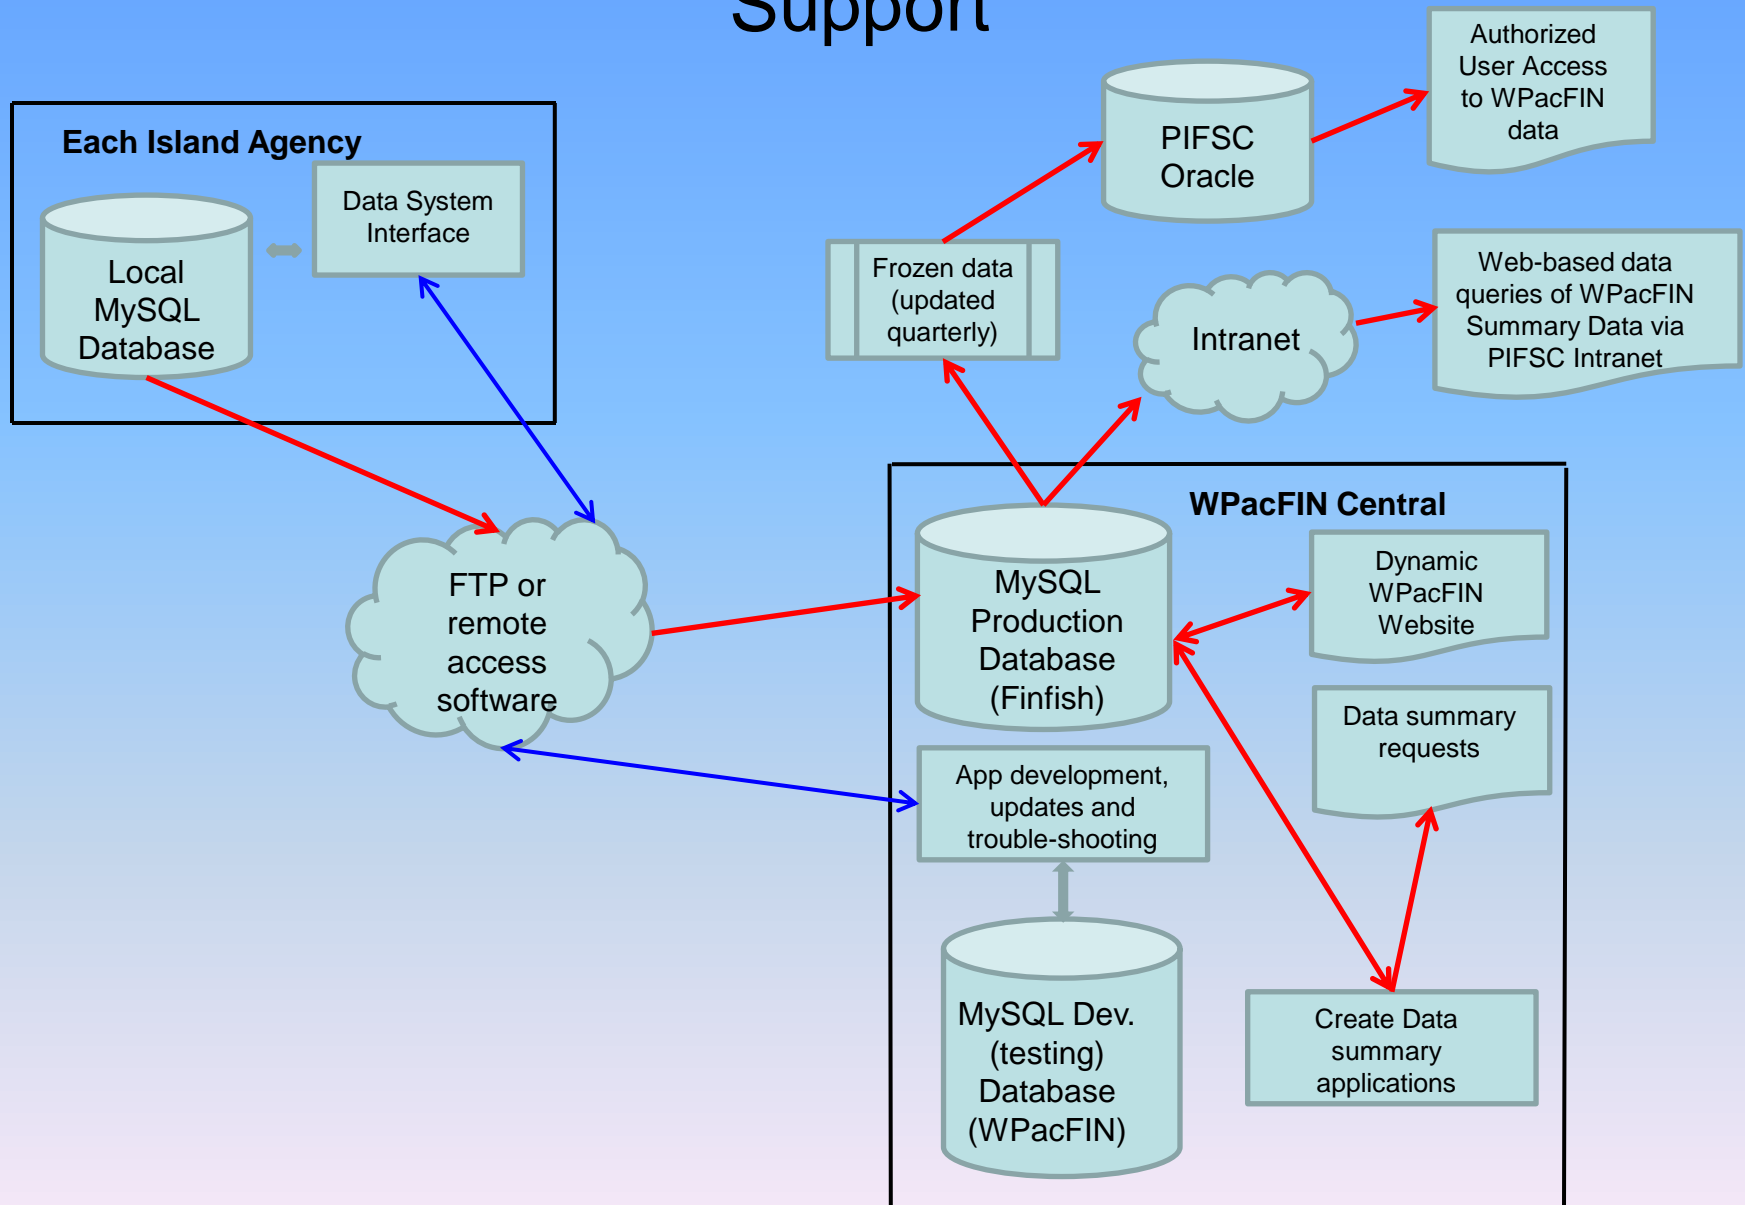 Support
Each Island Agency
Local
MySQL
Database
Data System
Interface
FTP or
remote
access
software
Frozen data
(updated
quarterly)
PIFSC
Oracle
Authorized
User Access
to WPacFIN
data
Intranet
Web-based data
queries of WPacFIN
Summary Data via
PIFSC Intranet
WPacFIN Central
MySQL
Production
Database
(Finfish)
Dynamic
WPacFIN
Website
Data summary
requests
App development,
updates and
trouble-shooting
MySQL Dev.
(testing)
Database
(WPacFIN)
Create Data
summary
applications